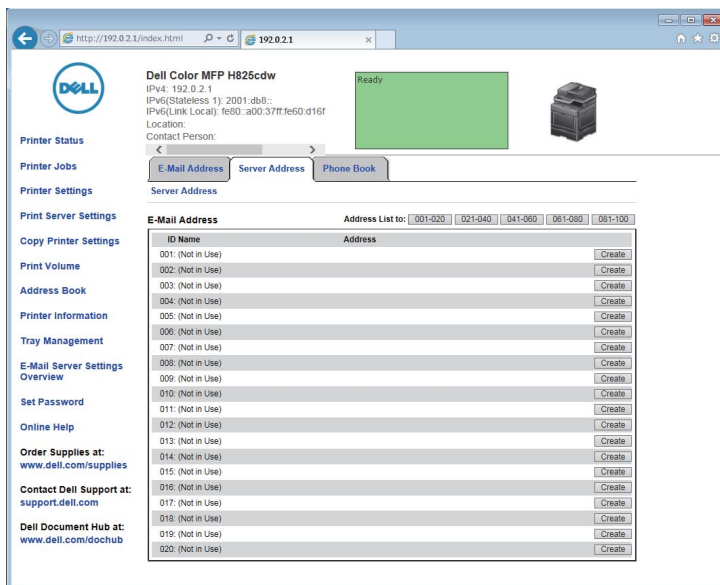 http://192.0.2.1/index.html
192.0.2.1
DELL
Dell Color MFP H825cdw
IPv4: 192.0.2.1
IPv6(Stateless 1): 2001:db8::
IPv6(Link Local): fe80::a00:37ff:fe60:d16f
Location:
Contact Person:
Ready
Printer Status
Printer Jobs
Printer Settings
Print Server Settings
Copy Printer Settings
Print Volume
Address Book
Printer Information
Tray Management
E-Mail Server Settings
Overview
Set Password
Online Help
Order Supplies at:
www.dell.com/supplies
Contact Dell Support at:
support.dell.com
Dell Document Hub at:
www.dell.com/dochub
E-Mail Address Server Address Phone Book
Server Address
E-Mail Address Address List to: 001-020 021-040 041-060 061-080 081-100
ID Name Address
001: (Not in Use) Create
002: (Not in Use) Create
003: (Not in Use) Create
004: (Not in Use) Create
005: (Not in Use) Create
006: (Not in Use) Create
007: (Not in Use) Create
008: (Not in Use) Create
009: (Not in Use) Create
010: (Not in Use) Create
011: (Not in Use) Create
012: (Not in Use) Create
013: (Not in Use) Create
014: (Not in Use) Create
015: (Not in Use) Create
016: (Not in Use) Create
017: (Not in Use) Create
018: (Not in Use) Create
019: (Not in Use) Create
020: (Not in Use) Create